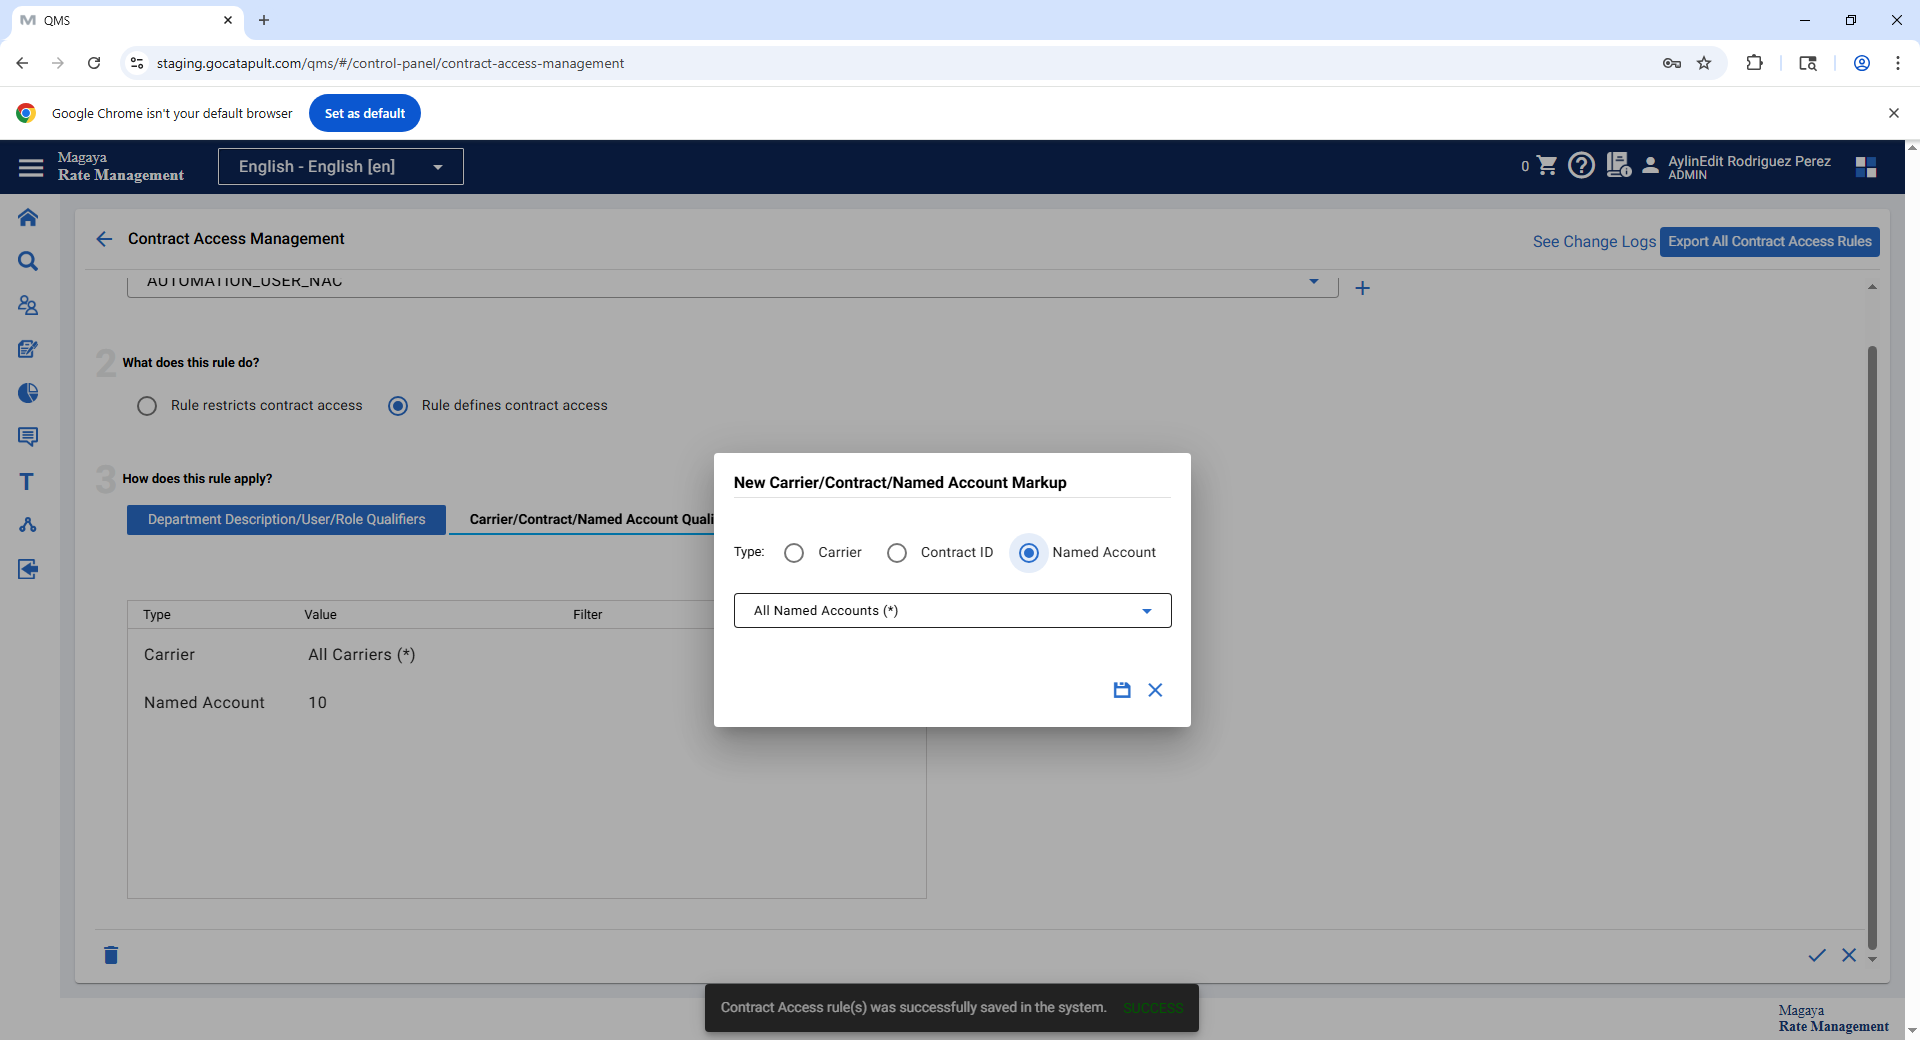 QMS
staging.gocatapult.com/qms/#/control-panel/contract-access-management
Google Chrome isn't your default browser
Set as default
Magaya
Rate Management
English - English [en]
0
AylinEdit Rodriguez Perez
ADMIN
Contract Access Management
See Change Logs
Export All Contract Access Rules
AUTOMATION_USER_NAC
2 What does this rule do?
Rule restricts contract access
Rule defines contract access
3 How does this rule apply?
Department Description/User/Role Qualifiers
Carrier/Contract/Named Account Quali
Type Value Filter
Carrier All Carriers (*)
Named Account 10
New Carrier/Contract/Named Account Markup
Type: Carrier Contract ID Named Account
All Named Accounts (*)
Contract Access rule(s) was successfully saved in the system. SUCCESS
Magaya
Rate Management